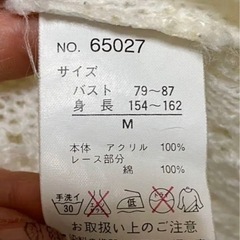 NO. 65027
サイズ
バスト 79~87
身長 154~162
M
本体 アクリル 100%
レース部分
綿 100%
手洗イ
30
低
お取扱い上のご注意